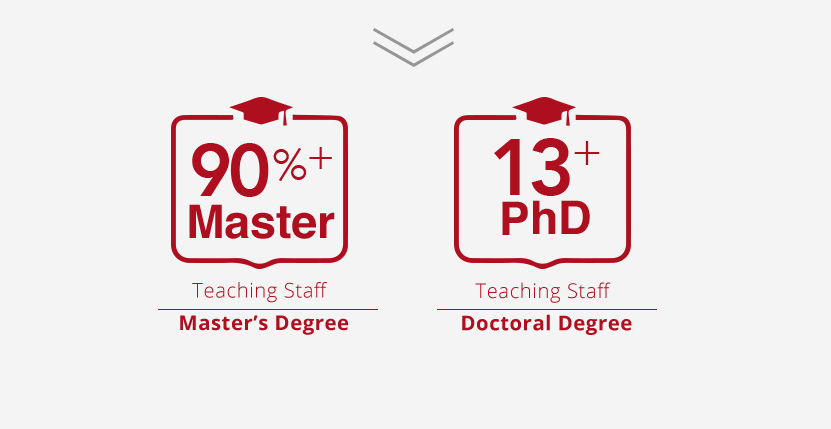 90%+
Master
Teaching Staff
Master's Degree
13+
PhD
Teaching Staff
Doctoral Degree